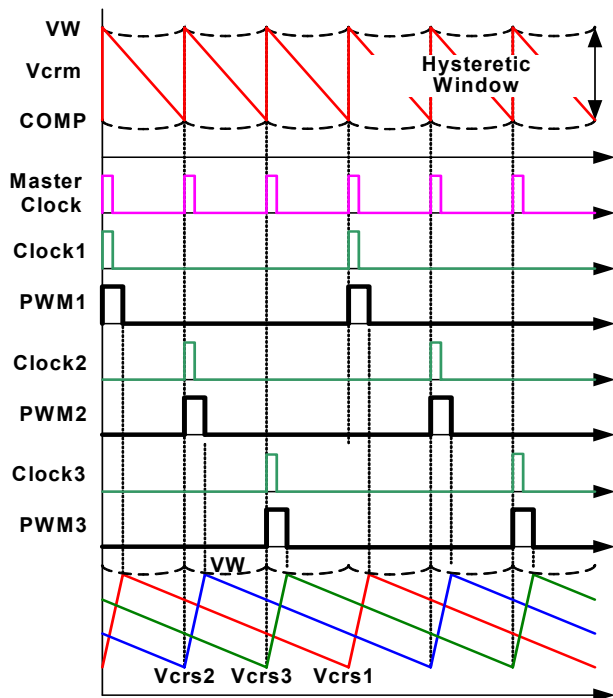 VW
Vcrm
Hysteretic
Window
COMP
Master
Clock
Clock1
PWM1
Clock2
PWM2
Clock3
PWM3
VW
Vcrs2 Vcrs3 Vcrs1